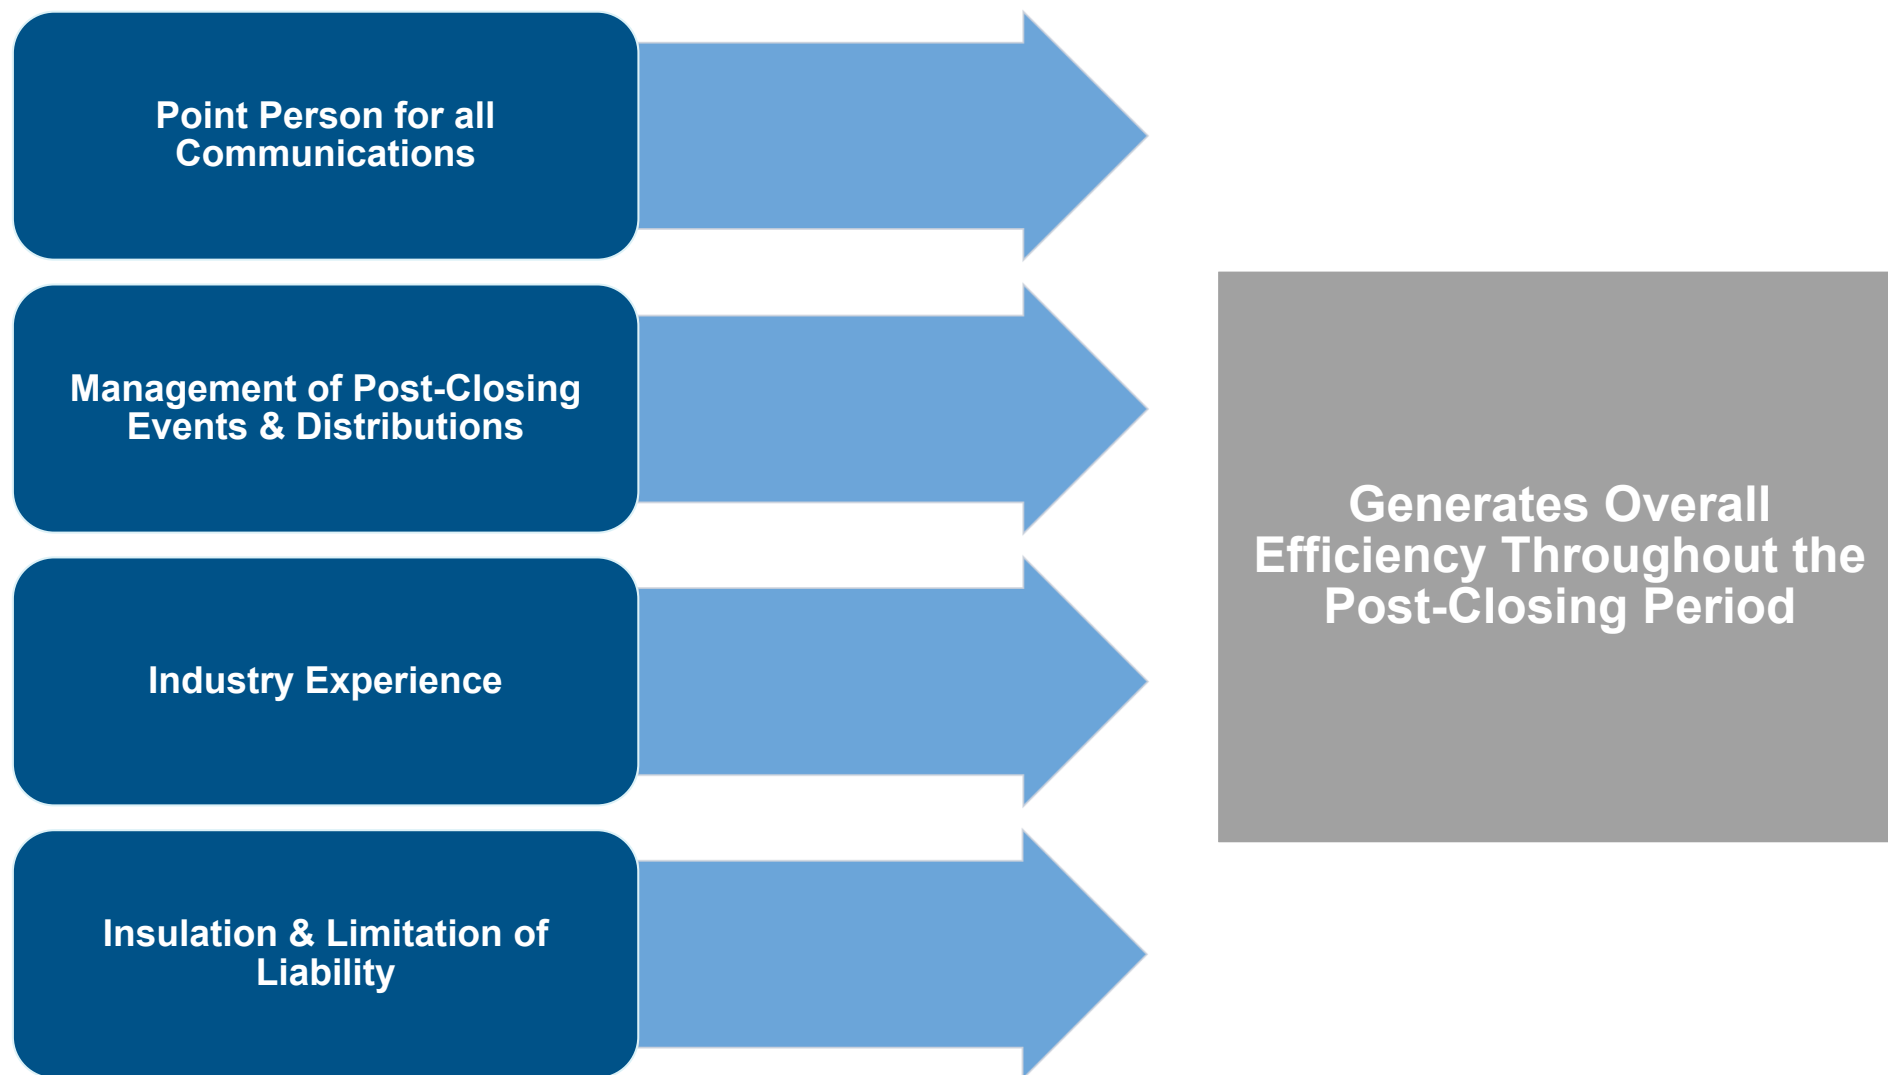 Point Person for all
Communications
Management of Post-Closing
Events & Distributions
Industry Experience
Insulation & Limitation of
Liability
Generates Overall
Efficiency Throughout the
Post-Closing Period